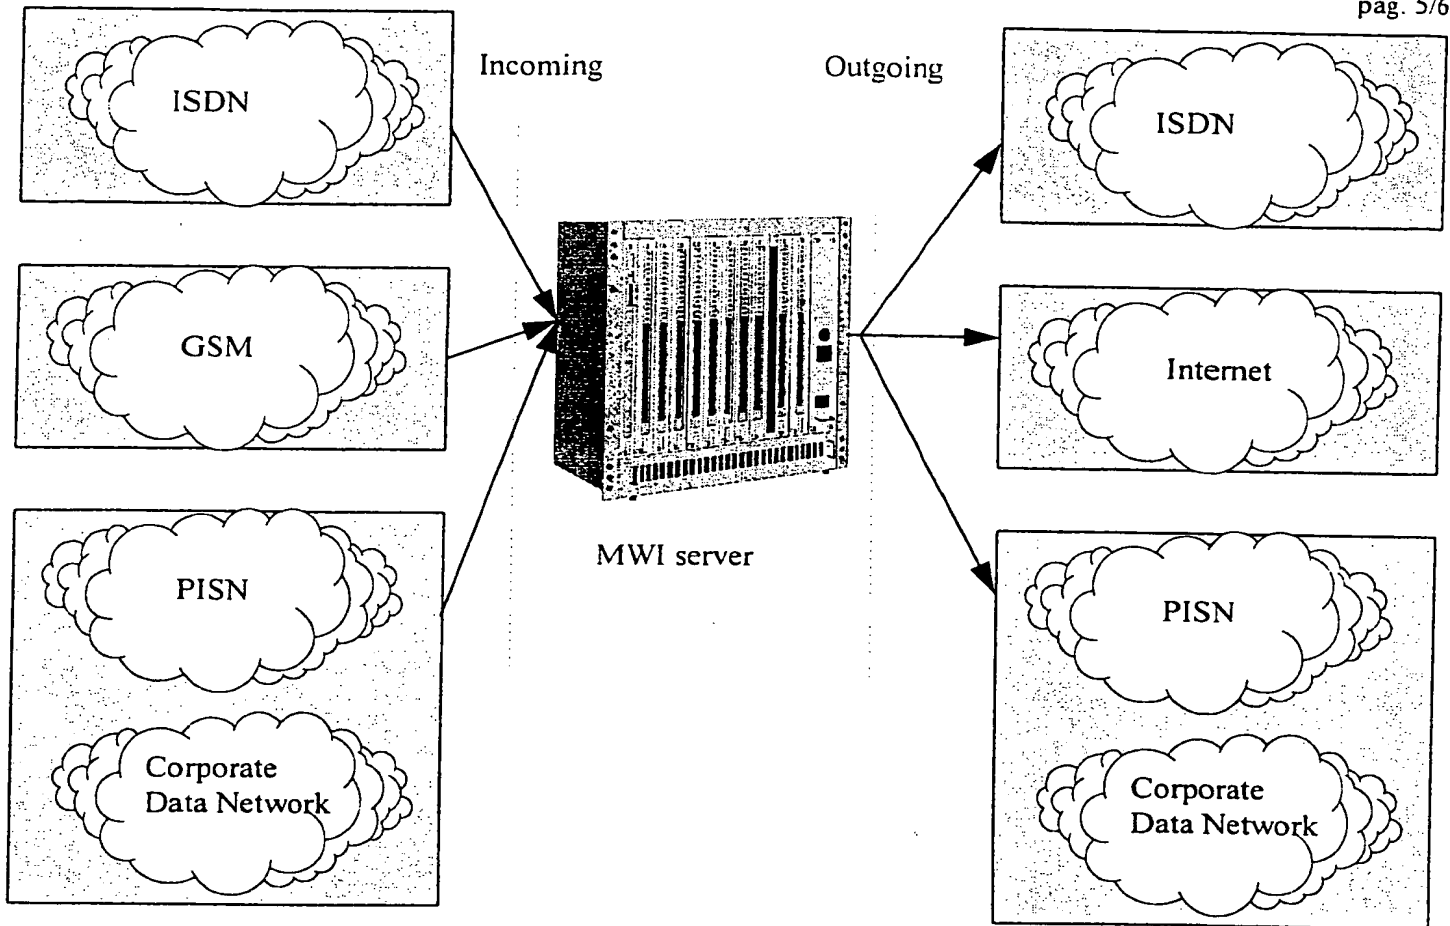 pag. 5/6
Incoming
Outgoing
ISDN
ISDN
GSM
Internet
MWI server
PISN
PISN
Corporate
Data Network
Corporate
Data Network